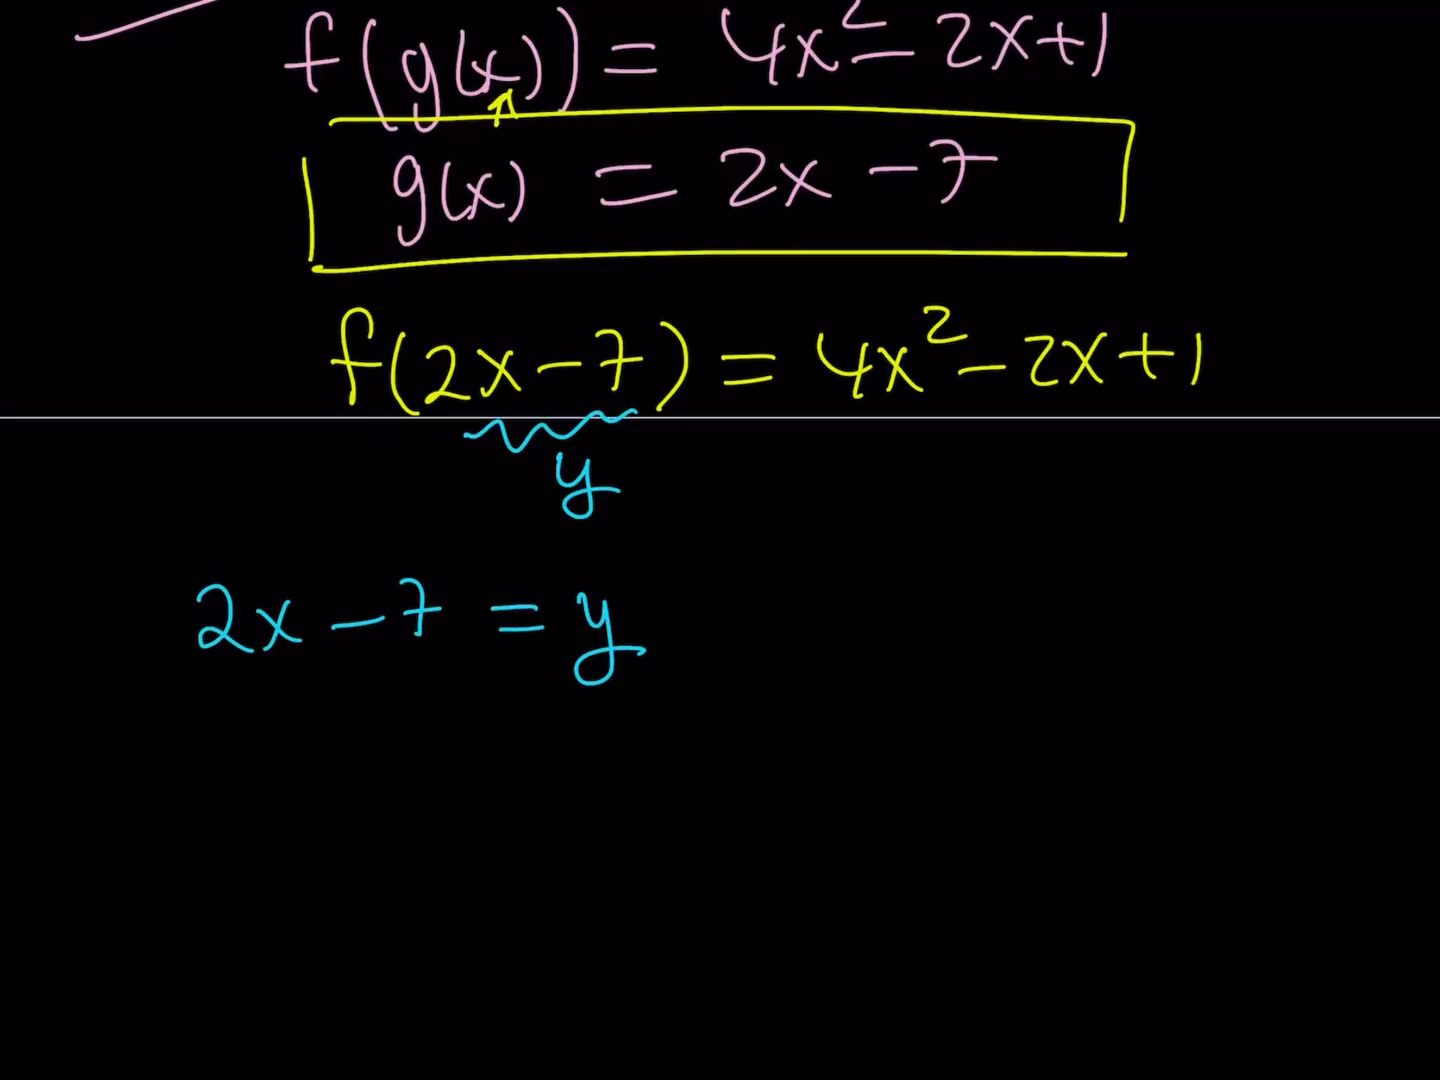 f(g(x)) = 4x² - 2x + 1
g(x) = 2x - 7
f(2x - 7) = 4x² - 2x + 1
y
2x - 7 = y